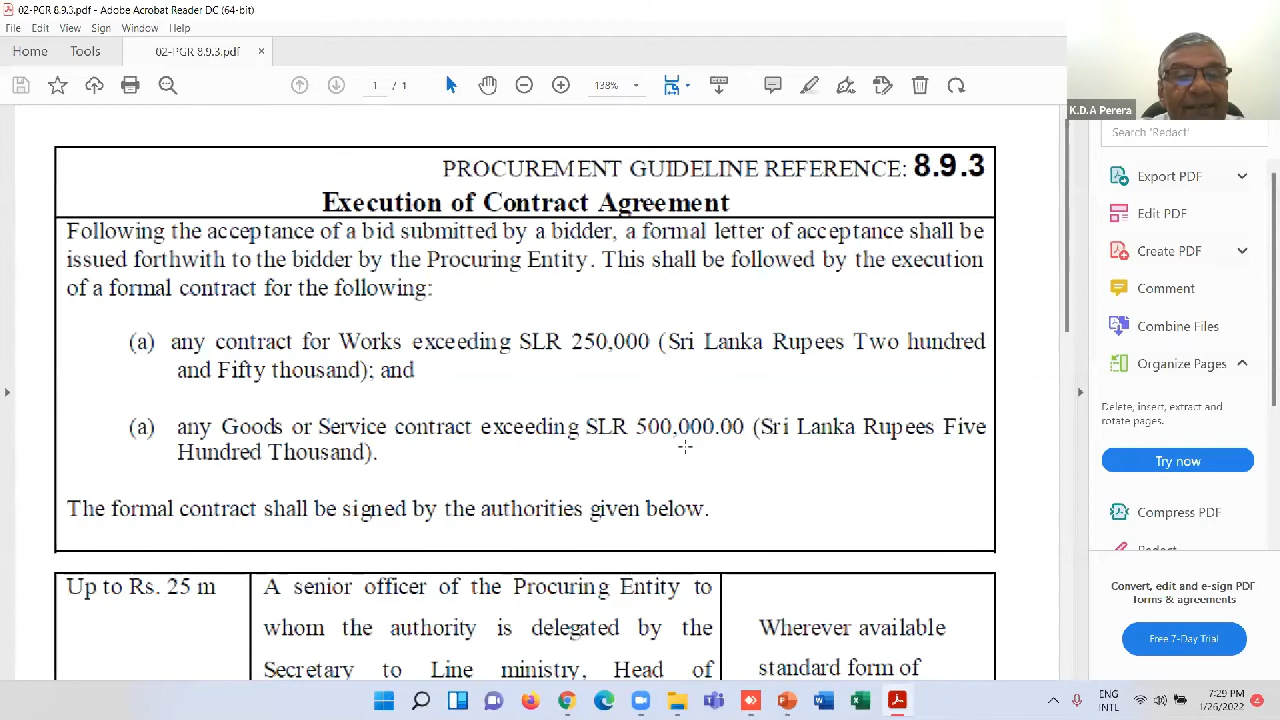 02-PGR 8.9.3.pdf - Adobe Acrobat Reader DC (64-bit)
File Edit View Sign Window Help
Home Tools 02-PGR 8.9.3.pdf ×
1 / 1 138%
K.D.A Perera
Search 'Redact'
PROCUREMENT GUIDELINE REFERENCE: 8.9.3
Execution of Contract Agreement
Following the acceptance of a bid submitted by a bidder, a formal letter of acceptance shall be
issued forthwith to the bidder by the Procuring Entity. This shall be followed by the execution
of a formal contract for the following:
(a) any contract for Works exceeding SLR 250,000 (Sri Lanka Rupees Two hundred
and Fifty thousand); and
(a) any Goods or Service contract exceeding SLR 500,000.00 (Sri Lanka Rupees Five
Hundred Thousand).
The formal contract shall be signed by the authorities given below.
Up to Rs. 25 m
A senior officer of the Procuring Entity to
whom the authority is delegated by the
Secretary to Line ministry, Head of
Wherever available
standard form of
Export PDF
Edit PDF
Create PDF
Comment
Combine Files
Organize Pages
Delete, insert, extract and
rotate pages.
Try now
Compress PDF
Redact
Convert, edit and e-sign PDF
forms & agreements
Free 7-Day Trial
ENG
INTL
7:29 PM
1/26/2022
4